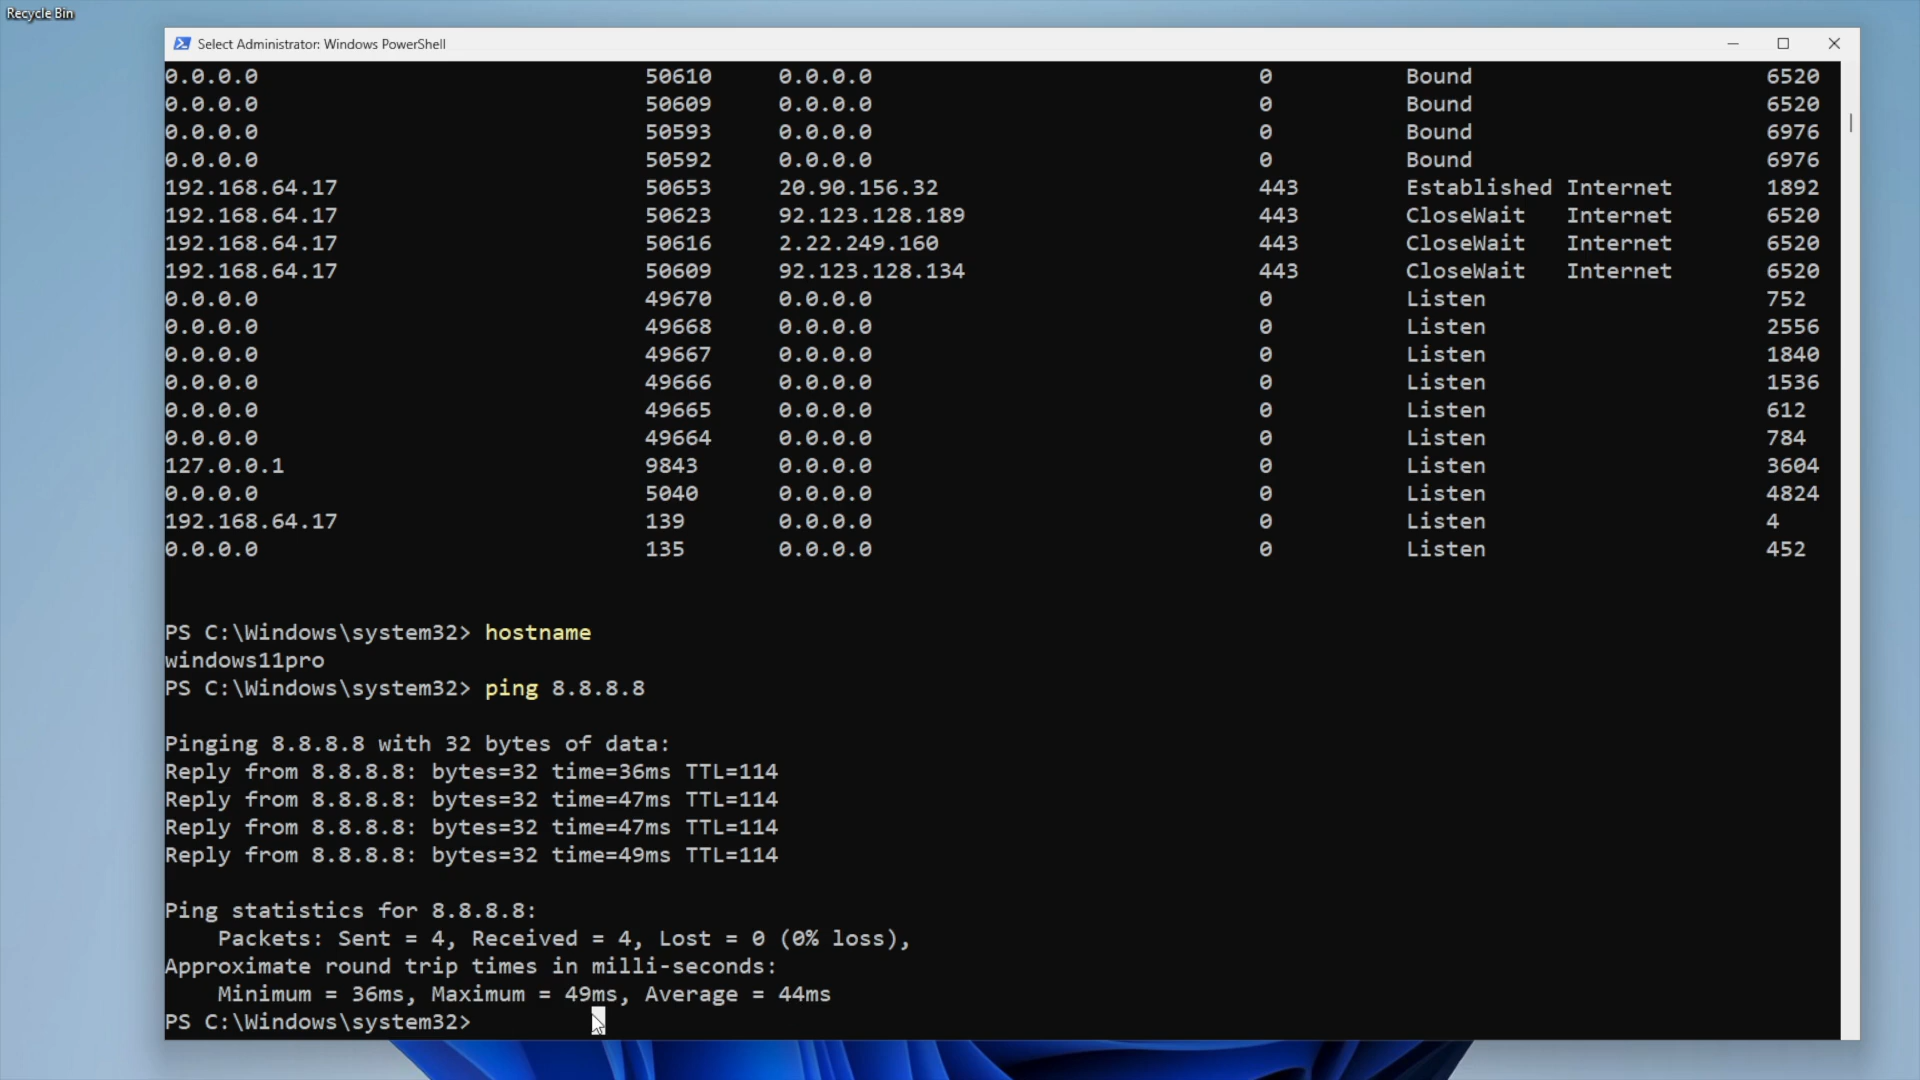 Recycle Bin
Select Administrator: Windows PowerShell
0.0.0.0 50610 0.0.0.0 0 Bound 6520
0.0.0.0 50609 0.0.0.0 0 Bound 6520
0.0.0.0 50593 0.0.0.0 0 Bound 6976
0.0.0.0 50592 0.0.0.0 0 Bound 6976
192.168.64.17 50653 20.90.156.32 443 Established Internet 1892
192.168.64.17 50623 92.123.128.189 443 CloseWait Internet 6520
192.168.64.17 50616 2.22.249.160 443 CloseWait Internet 6520
192.168.64.17 50609 92.123.128.134 443 CloseWait Internet 6520
0.0.0.0 49670 0.0.0.0 0 Listen 752
0.0.0.0 49668 0.0.0.0 0 Listen 2556
0.0.0.0 49667 0.0.0.0 0 Listen 1840
0.0.0.0 49666 0.0.0.0 0 Listen 1536
0.0.0.0 49665 0.0.0.0 0 Listen 612
0.0.0.0 49664 0.0.0.0 0 Listen 784
127.0.0.1 9843 0.0.0.0 0 Listen 3604
0.0.0.0 5040 0.0.0.0 0 Listen 4824
192.168.64.17 139 0.0.0.0 0 Listen 4
0.0.0.0 135 0.0.0.0 0 Listen 452
PS C:\Windows\system32> hostname
windows11pro
PS C:\Windows\system32> ping 8.8.8.8
Pinging 8.8.8.8 with 32 bytes of data:
Reply from 8.8.8.8: bytes=32 time=36ms TTL=114
Reply from 8.8.8.8: bytes=32 time=47ms TTL=114
Reply from 8.8.8.8: bytes=32 time=47ms TTL=114
Reply from 8.8.8.8: bytes=32 time=49ms TTL=114
Ping statistics for 8.8.8.8:
Packets: Sent = 4, Received = 4, Lost = 0 (0% loss),
Approximate round trip times in milli-seconds:
Minimum = 36ms, Maximum = 49ms, Average = 44ms
PS C:\Windows\system32>